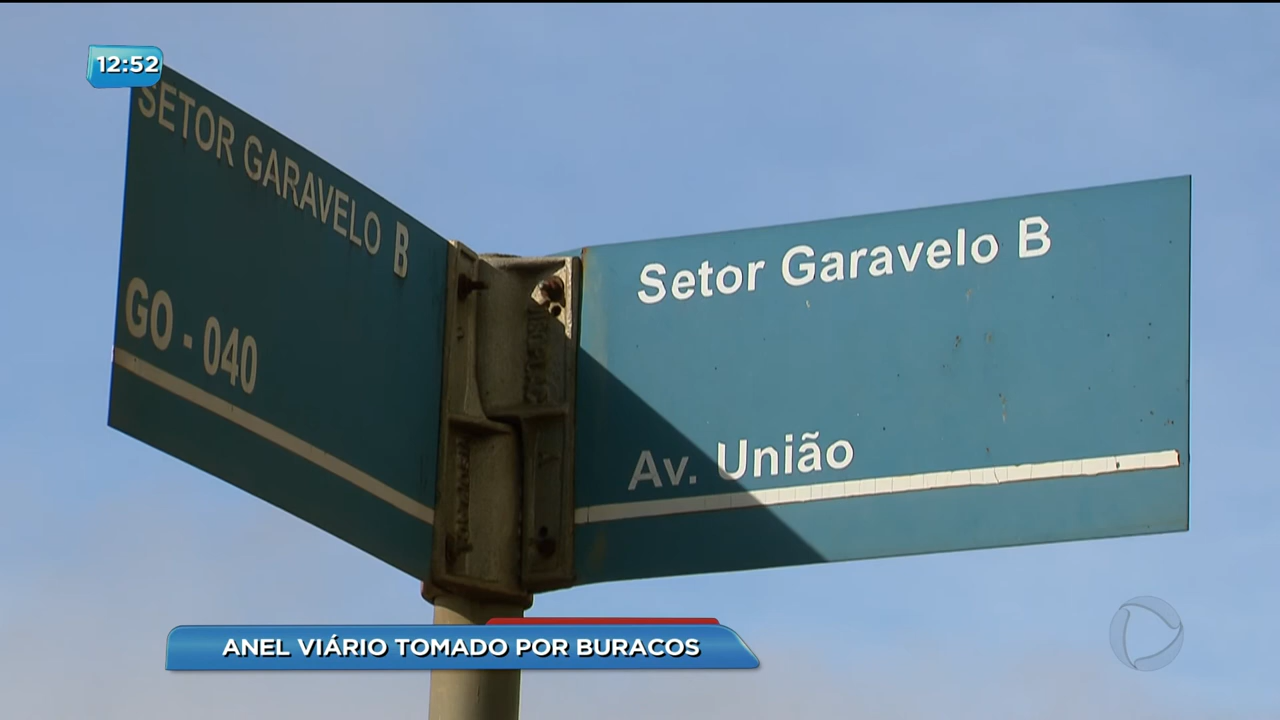 12:52
SETOR GARAVELO B
GO - 040
Setor Garavelo B
Av. União
ANEL VIÁRIO TOMADO POR BURACOS